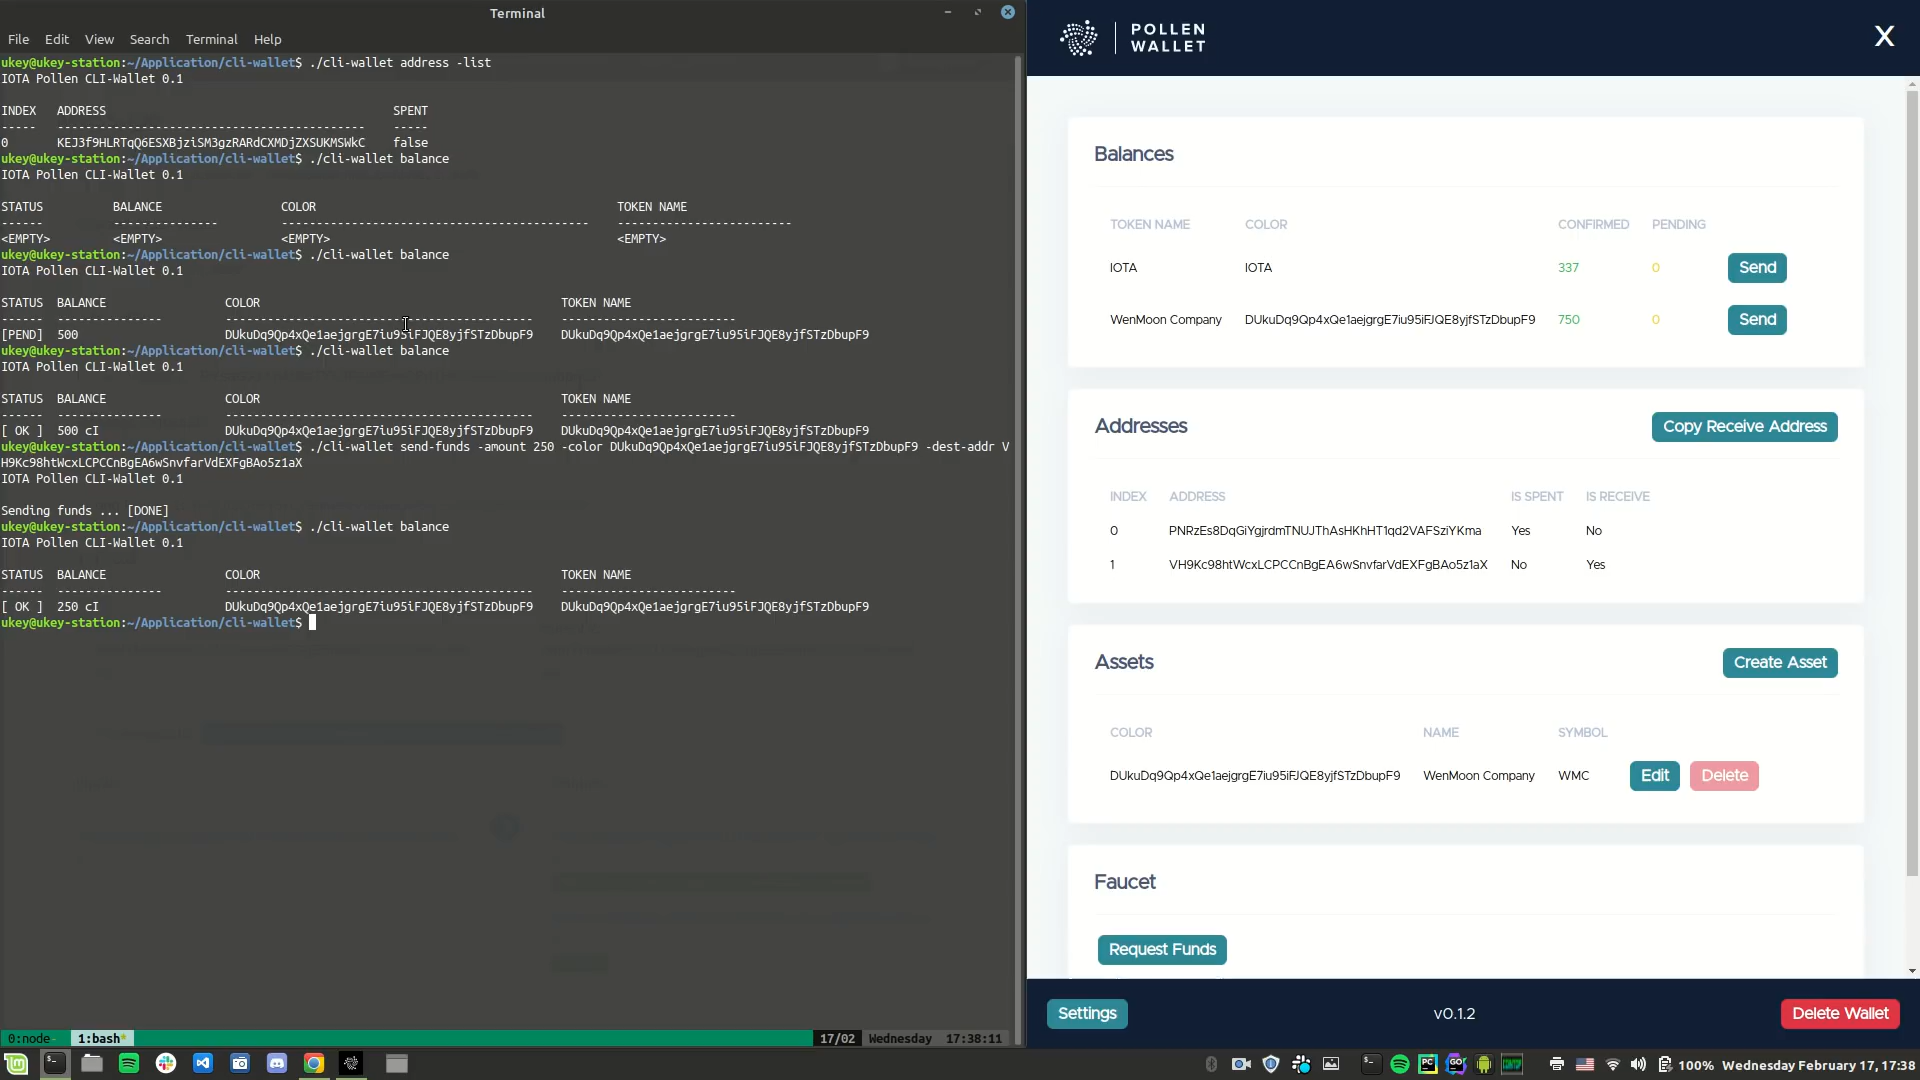 Terminal
File Edit View Search Terminal Help
ukey@ukey-station:~/Application/cli-wallet$ ./cli-wallet address -list
IOTA Pollen CLI-Wallet 0.1
INDEX ADDRESS SPENT
----- -------------------------------------------- -----
0 KEJ3f9HLRTqQ6ESXBjziSM3gzRARdCXMDjZXSUKMSWkC false
ukey@ukey-station:~/Application/cli-wallet$ ./cli-wallet balance
IOTA Pollen CLI-Wallet 0.1
STATUS BALANCE COLOR TOKEN NAME
------ --------------- -------------------------------------------- -------------------------
<EMPTY> <EMPTY> <EMPTY> <EMPTY>
ukey@ukey-station:~/Application/cli-wallet$ ./cli-wallet balance
IOTA Pollen CLI-Wallet 0.1
STATUS BALANCE COLOR TOKEN NAME
------ --------------- -------------------------------------------- -------------------------
[PEND] 500 DUkuDq9Qp4xQe1aejgrgE7iu95iFJQE8yjfSTzDbupF9 DUkuDq9Qp4xQe1aejgrgE7iu95iFJQE8yjfSTzDbupF9
ukey@ukey-station:~/Application/cli-wallet$ ./cli-wallet balance
IOTA Pollen CLI-Wallet 0.1
STATUS BALANCE COLOR TOKEN NAME
------ --------------- -------------------------------------------- -------------------------
[ OK ] 500 cI DUkuDq9Qp4xQe1aejgrgE7iu95iFJQE8yjfSTzDbupF9 DUkuDq9Qp4xQe1aejgrgE7iu95iFJQE8yjfSTzDbupF9
ukey@ukey-station:~/Application/cli-wallet$ ./cli-wallet send-funds -amount 250 -color DUkuDq9Qp4xQe1aejgrgE7iu95iFJQE8yjfSTzDbupF9 -dest-addr V
H9Kc98htWcxLCPCCnBgEA6wSnvfarVdEXFgBAo5z1aX
IOTA Pollen CLI-Wallet 0.1
Sending funds ... [DONE]
ukey@ukey-station:~/Application/cli-wallet$ ./cli-wallet balance
IOTA Pollen CLI-Wallet 0.1
STATUS BALANCE COLOR TOKEN NAME
------ --------------- -------------------------------------------- -------------------------
[ OK ] 250 cI DUkuDq9Qp4xQe1aejgrgE7iu95iFJQE8yjfSTzDbupF9 DUkuDq9Qp4xQe1aejgrgE7iu95iFJQE8yjfSTzDbupF9
ukey@ukey-station:~/Application/cli-wallet$
0:node- 1:bash* 17/02 Wednesday 17:38:11
POLLEN
WALLET
X
Balances
TOKEN NAME COLOR CONFIRMED PENDING
IOTA IOTA 337 0 Send
WenMoon Company DUkuDq9Qp4xQe1aejgrgE7iu95iFJQE8yjfSTzDbupF9 750 0 Send
Addresses Copy Receive Address
INDEX ADDRESS IS SPENT IS RECEIVE
0 PNRzEs8DqGiYgjrdmTNUJThAsHKhHT1qd2VAFSziYKma Yes No
1 VH9Kc98htWcxLCPCCnBgEA6wSnvfarVdEXFgBAo5z1aX No Yes
Assets Create Asset
COLOR NAME SYMBOL
DUkuDq9Qp4xQe1aejgrgE7iu95iFJQE8yjfSTzDbupF9 WenMoon Company WMC Edit Delete
Faucet
Request Funds
Settings v0.1.2 Delete Wallet
100% Wednesday February 17, 17:38